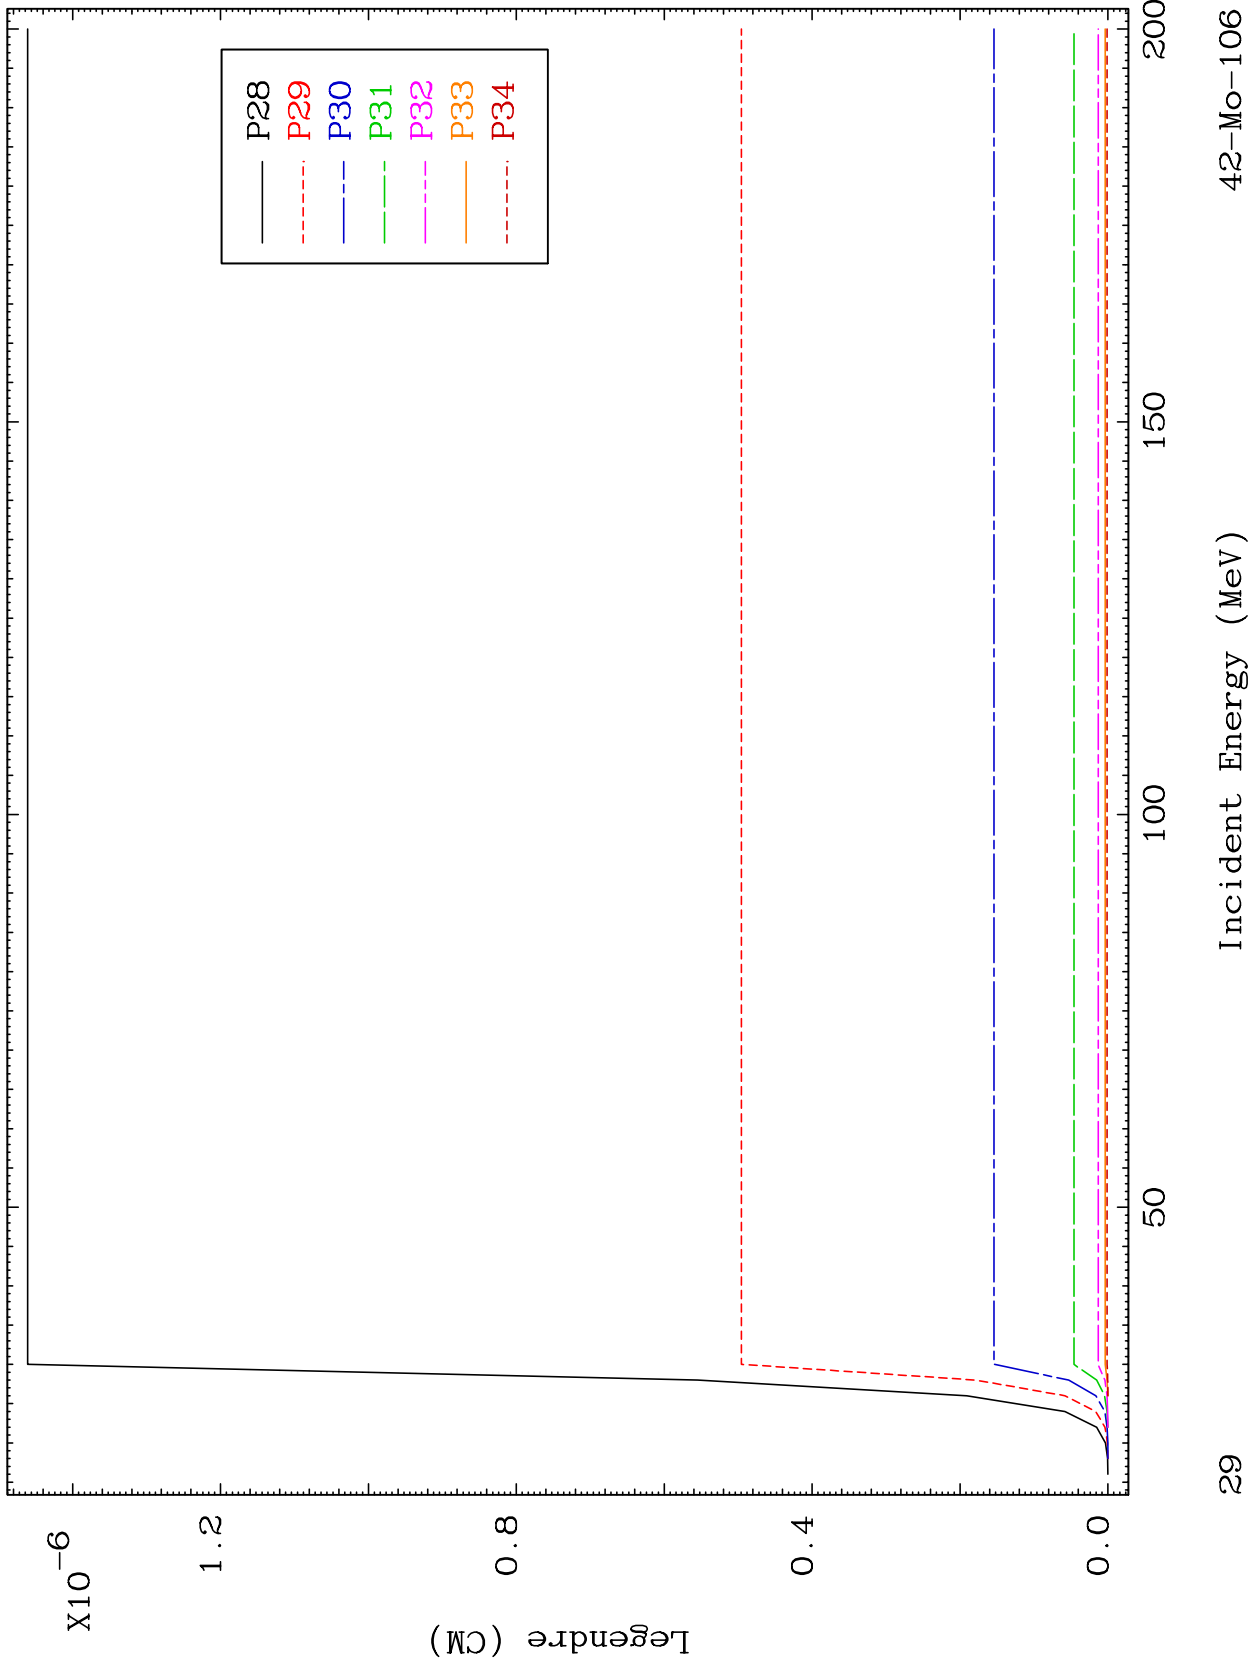 X10-6
1.2
0.8
0.4
0.0
Legendre (CM)
P28
P29
P30
P31
P32
P33
P34
50
100
150
200
Incident Energy (MeV)
29
42-Mo-106